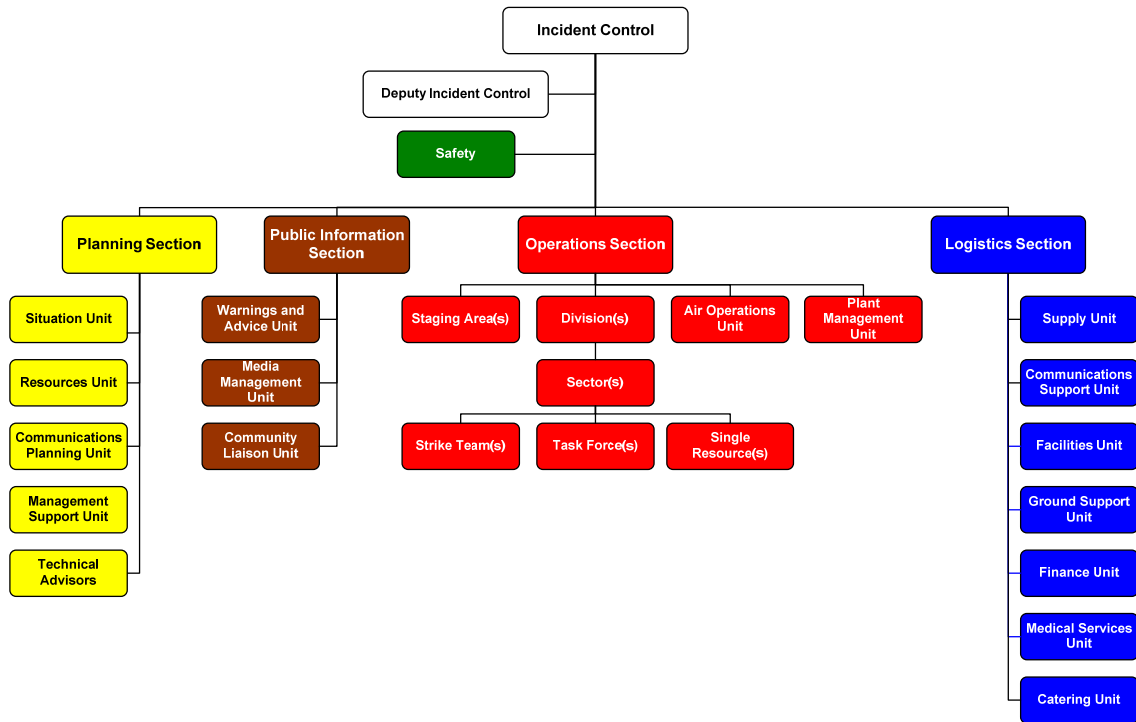 Incident Control
Deputy Incident Control
Safety
Planning Section
Public Information
Section
Operations Section
Logistics Section
Situation Unit
Resources Unit
Communications
Planning Unit
Management
Support Unit
Technical
Advisors
Warnings and
Advice Unit
Media
Management
Unit
Community
Liaison Unit
Staging Area(s)
Division(s)
Air Operations
Unit
Plant
Management
Unit
Sector(s)
Strike Team(s)
Task Force(s)
Single
Resource(s)
Supply Unit
Communications
Support Unit
Facilities Unit
Ground Support
Unit
Finance Unit
Medical Services
Unit
Catering Unit